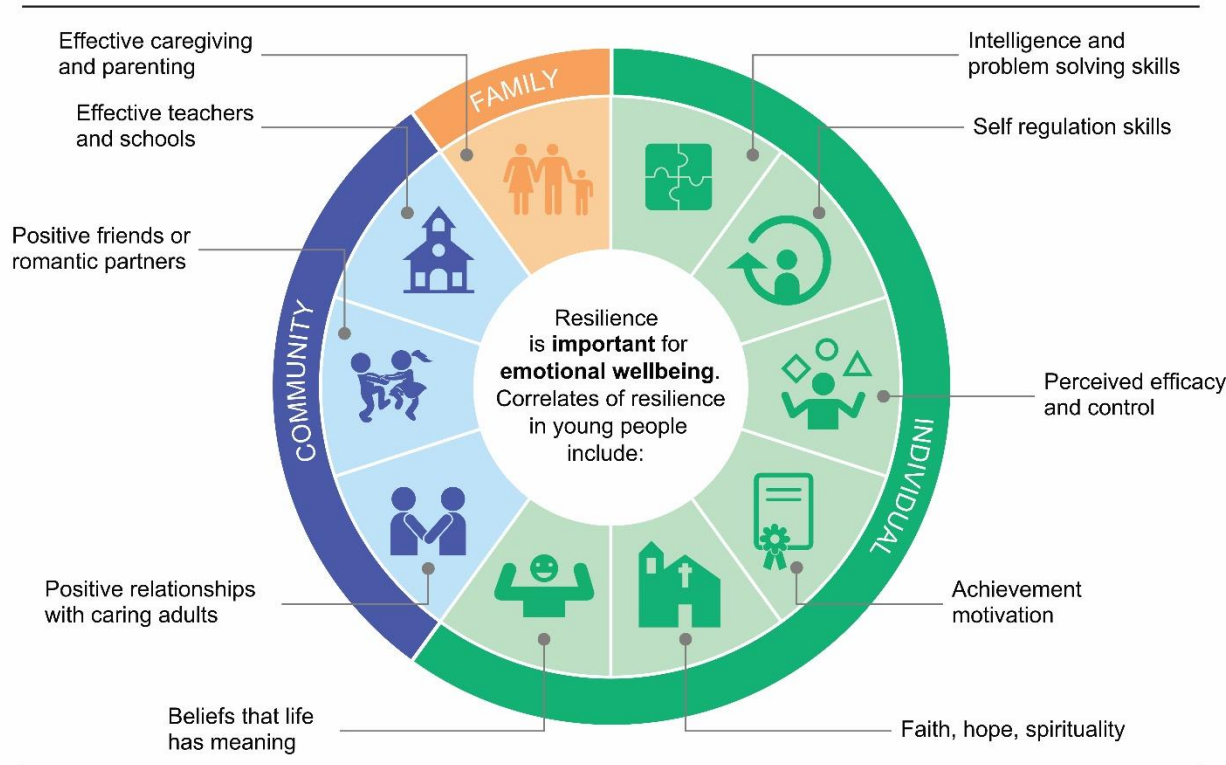 Effective caregiving
and parenting
Effective teachers
and schools
Positive friends or
romantic partners
Positive relationships
with caring adults
Beliefs that life
has meaning
Intelligence and
problem solving skills
Self regulation skills
Perceived efficacy
and control
Achievement
motivation
Faith, hope, spirituality
FAMILY
COMMUNITY
INDIVIDUAL
Resilience
is important for
emotional wellbeing.
Correlates of resilience
in young people
include: